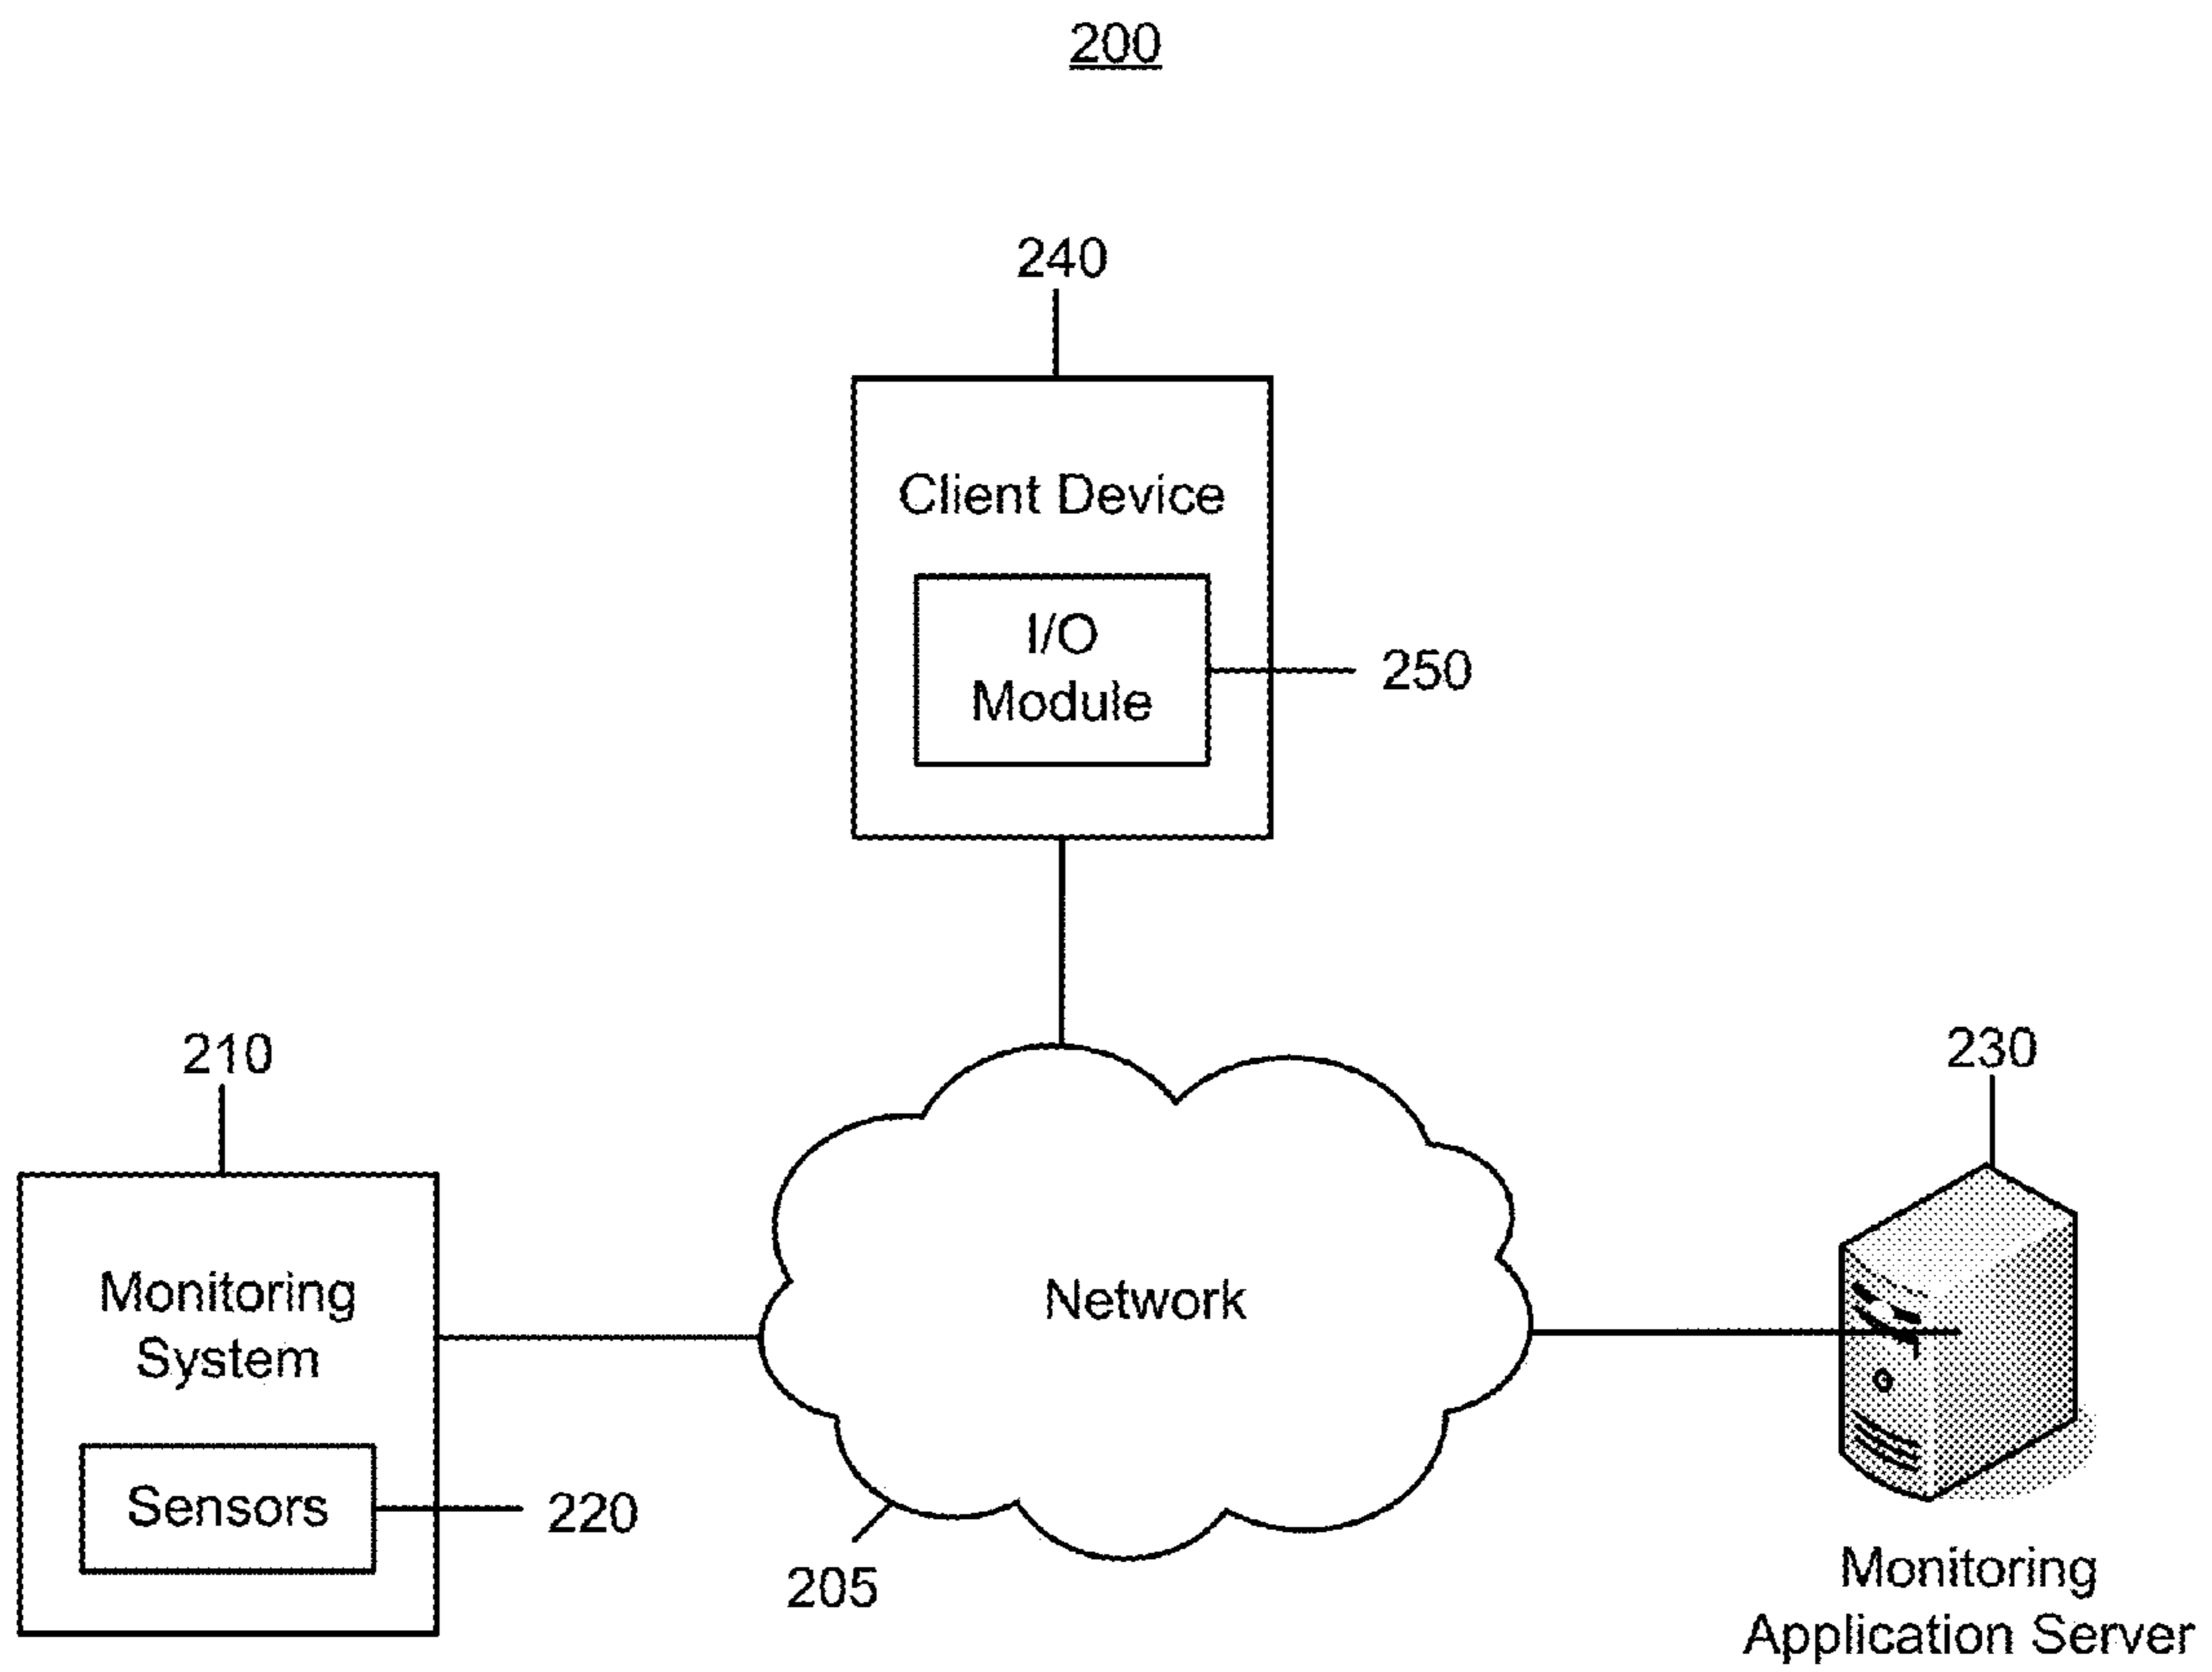 200
240
Client Device
I/O
Module
250
210
230
Monitoring
System
Network
Sensors
220
205
Monitoring
Application Server